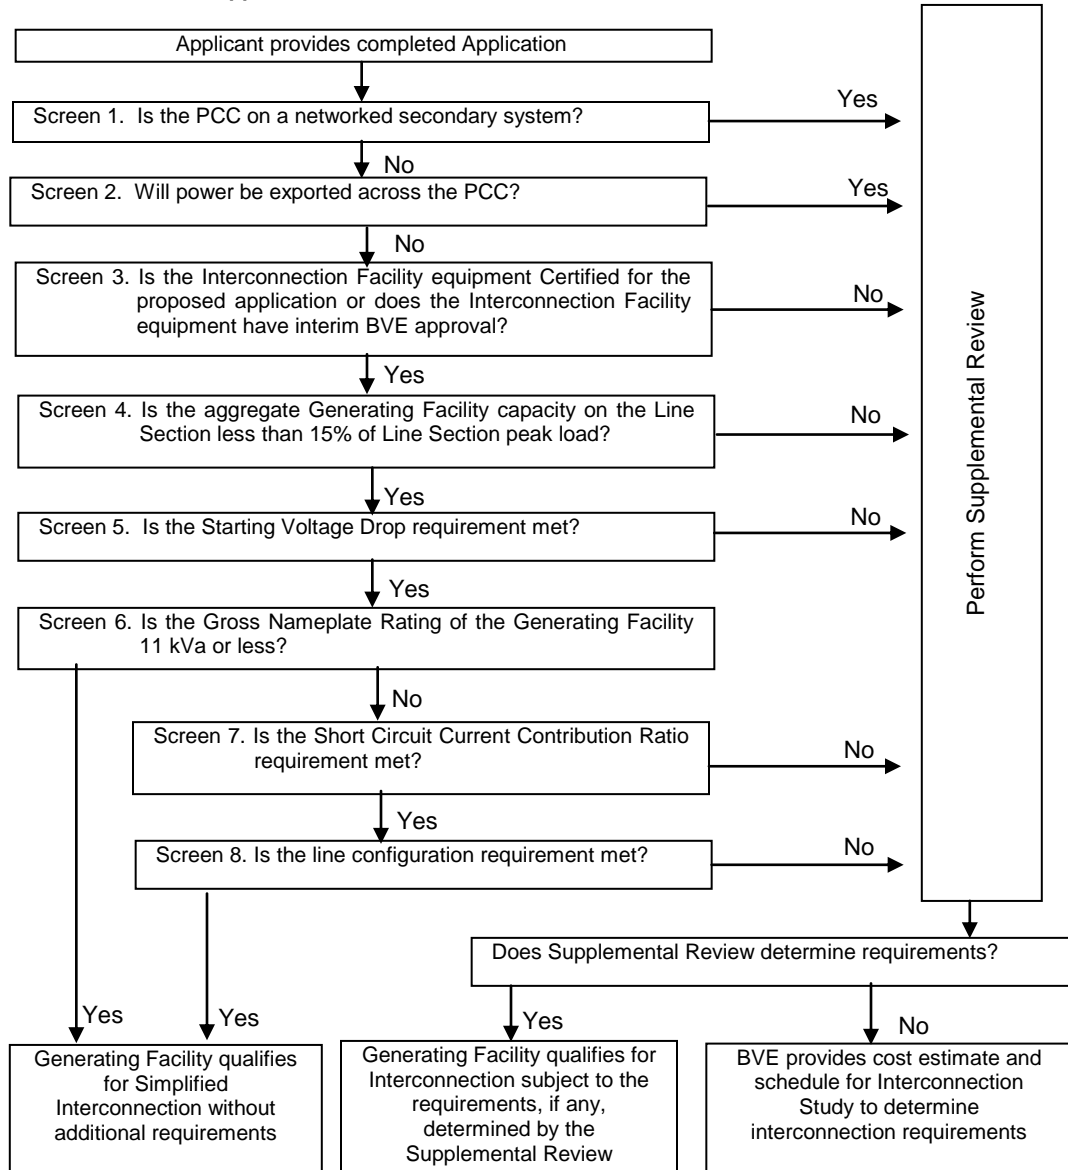 Applicant provides completed Application
Yes
Screen 1. Is the PCC on a networked secondary system?
No
Screen 2. Will power be exported across the PCC?
Yes
No
Screen 3. Is the Interconnection Facility equipment Certified for the
proposed application or does the Interconnection Facility
equipment have interim BVE approval?
No
Yes
Screen 4. Is the aggregate Generating Facility capacity on the Line
Section less than 15% of Line Section peak load?
No
Yes
Screen 5. Is the Starting Voltage Drop requirement met?
No
Yes
Screen 6. Is the Gross Nameplate Rating of the Generating Facility
11 kVa or less?
No
Screen 7. Is the Short Circuit Current Contribution Ratio
requirement met?
No
Yes
Screen 8. Is the line configuration requirement met?
No
Perform Supplemental Review
Does Supplemental Review determine requirements?
Yes
Yes
Yes
No
Generating Facility qualifies
for Simplified
Interconnection without
additional requirements
Generating Facility qualifies for
Interconnection subject to the
requirements, if any,
determined by the
Supplemental Review
BVE provides cost estimate and
schedule for Interconnection
Study to determine
interconnection requirements